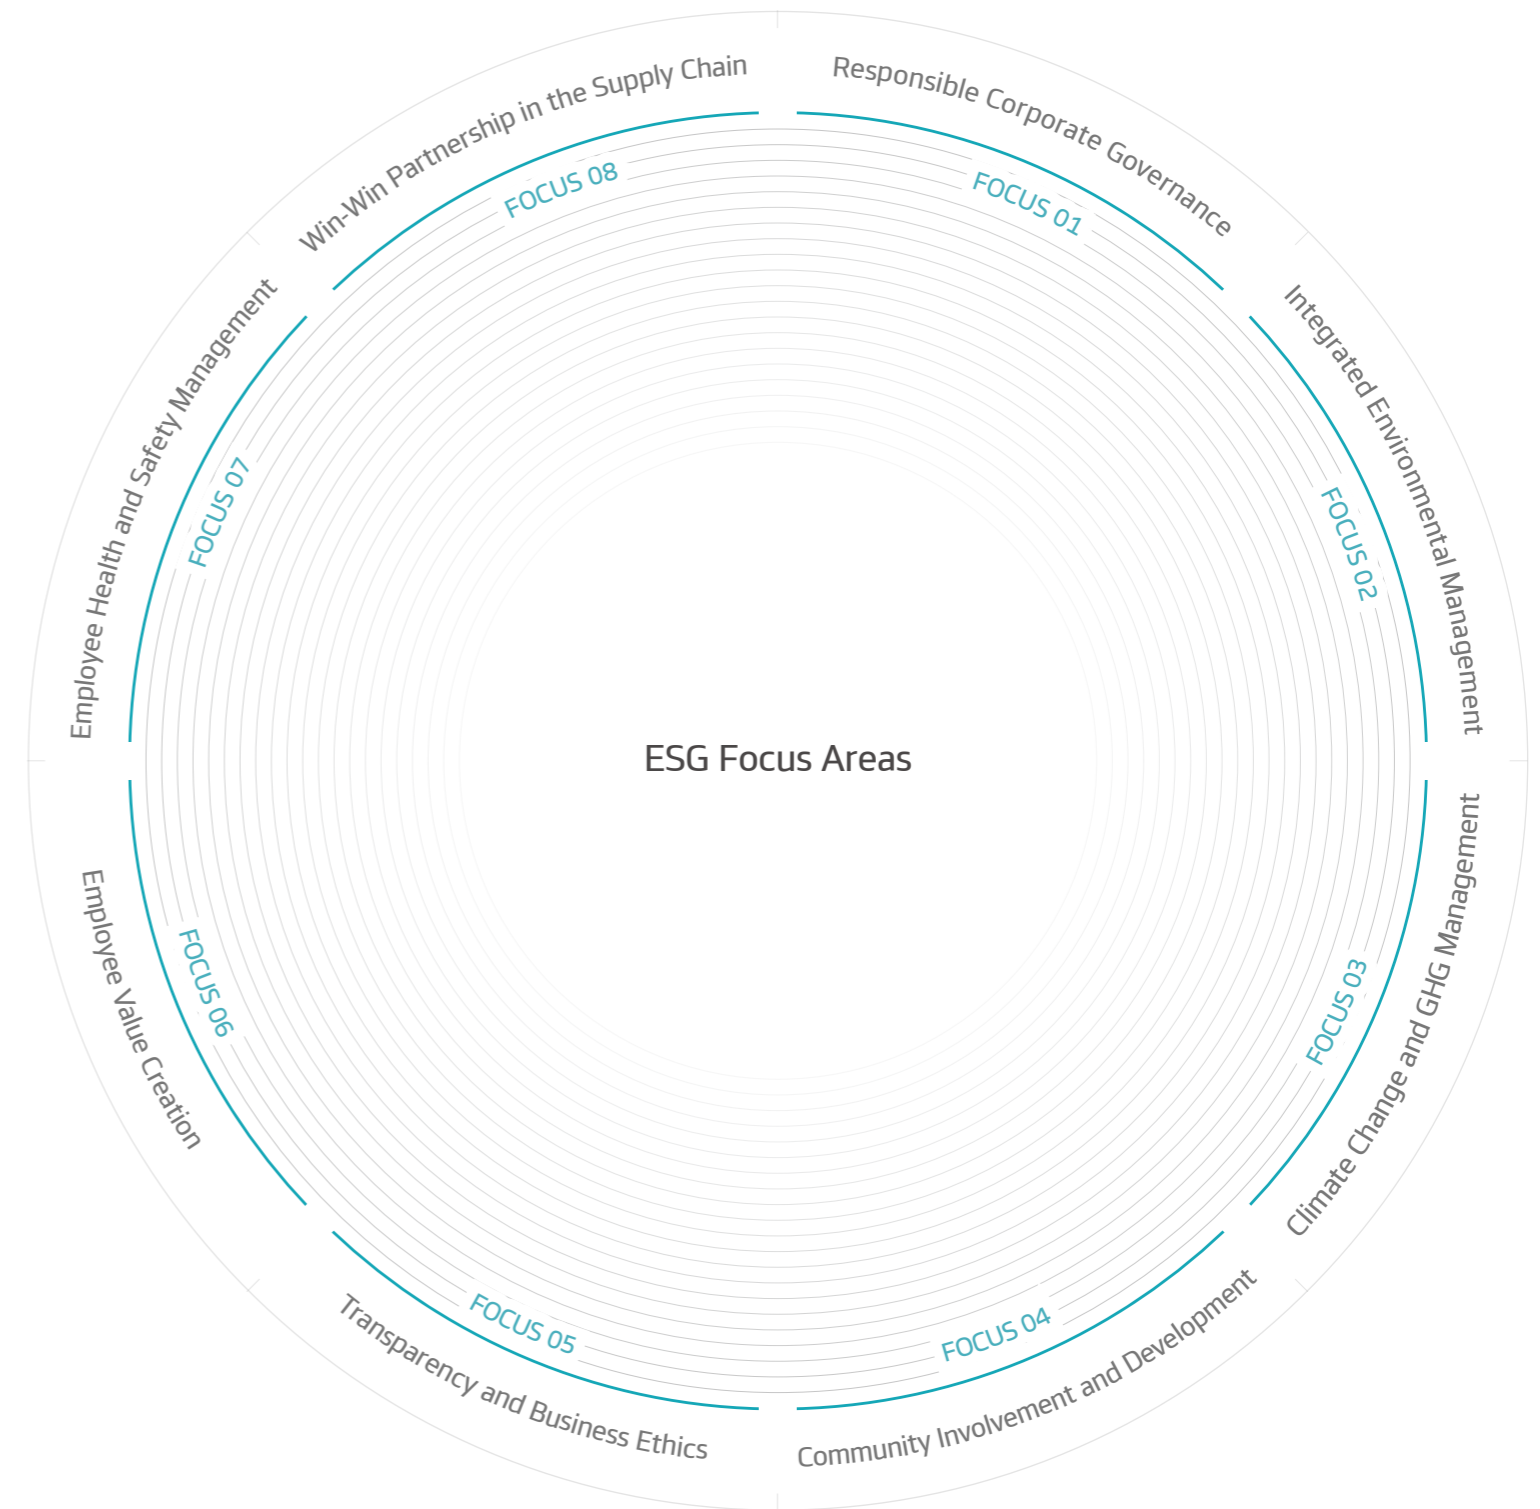 ESG Focus Areas
FOCUS 01
Responsible Corporate Governance
FOCUS 02
Integrated Environmental Management
FOCUS 03
Climate Change and GHG Management
FOCUS 04
Community Involvement and Development
FOCUS 05
Transparency and Business Ethics
FOCUS 06
Employee Value Creation
FOCUS 07
Employee Health and Safety Management
FOCUS 08
Win-Win Partnership in the Supply Chain